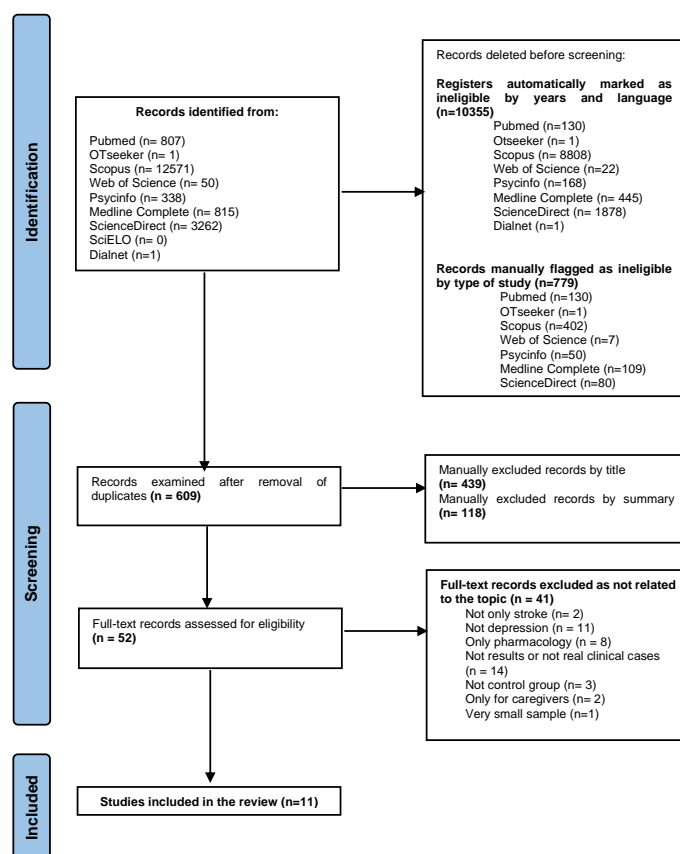 Identification
Records identified from:
Pubmed (n= 807)
OTseeker (n= 1)
Scopus (n= 12571)
Web of Science (n= 50)
Psycinfo (n= 338)
Medline Complete (n= 815)
ScienceDirect (n= 3262)
SciELO (n= 0)
Dialnet (n=1)
Records deleted before screening:
Registers automatically marked as
ineligible by years and language
(n=10355)
Pubmed (n=130)
Otseeker (n= 1)
Scopus (n= 8808)
Web of Science (n=22)
Psycinfo (n=168)
Medline Complete (n= 445)
ScienceDirect (n= 1878)
Dialnet (n=1)
Records manually flagged as ineligible
by type of study (n=779)
Pubmed (n=130)
OTseeker (n=1)
Scopus (n=402)
Web of Science (n=7)
Psycinfo (n=50)
Medline Complete (n=109)
ScienceDirect (n=80)
Screening
Records examined after removal of
duplicates (n = 609)
Manually excluded records by title
(n= 439)
Manually excluded records by summary
(n= 118)
Full-text records assessed for eligibility
(n = 52)
Full-text records excluded as not related
to the topic (n = 41)
Not only stroke (n= 2)
Not depression (n = 11)
Only pharmacology (n = 8)
Not results or not real clinical cases
(n = 14)
Not control group (n= 3)
Only for caregivers (n= 2)
Very small sample (n=1)
Included
Studies included in the review (n=11)